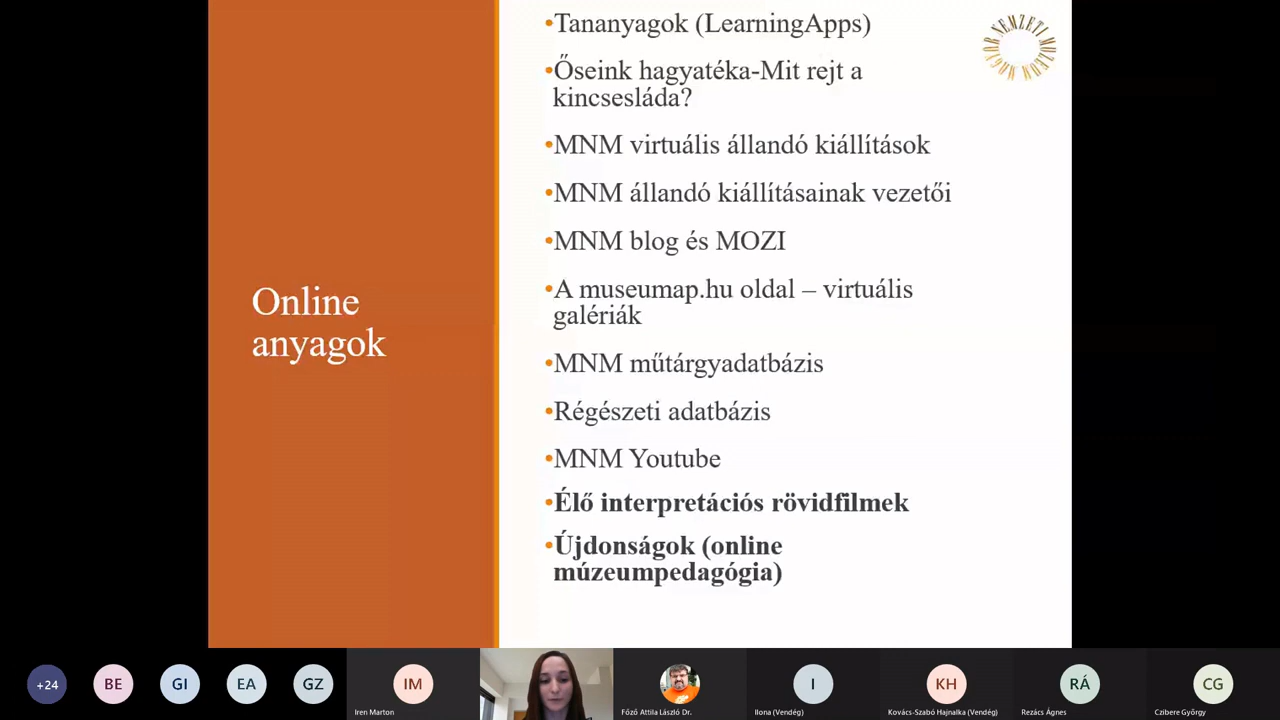 Online
anyagok
•Tananyagok (LearningApps)
•Őseink hagyatéka-Mit rejt a
kincsesláda?
•MNM virtuális állandó kiállítások
•MNM állandó kiállításainak vezetői
•MNM blog és MOZI
•A museumap.hu oldal – virtuális
galériák
•MNM műtárgyadatbázis
•Régészeti adatbázis
•MNM Youtube
•Élő interpretációs rövidfilmek
•Újdonságok (online
múzeumpedagógia)
MAGYAR NEMZETI MÚZEUM
+24
BE
GI
EA
GZ
IM
Iren Marton
Főző Attila László Dr.
I
Ilona (Vendég)
KH
Kovács-Szabó Hajnalka (Vendég)
RÁ
Rezács Ágnes
CG
Czibere György